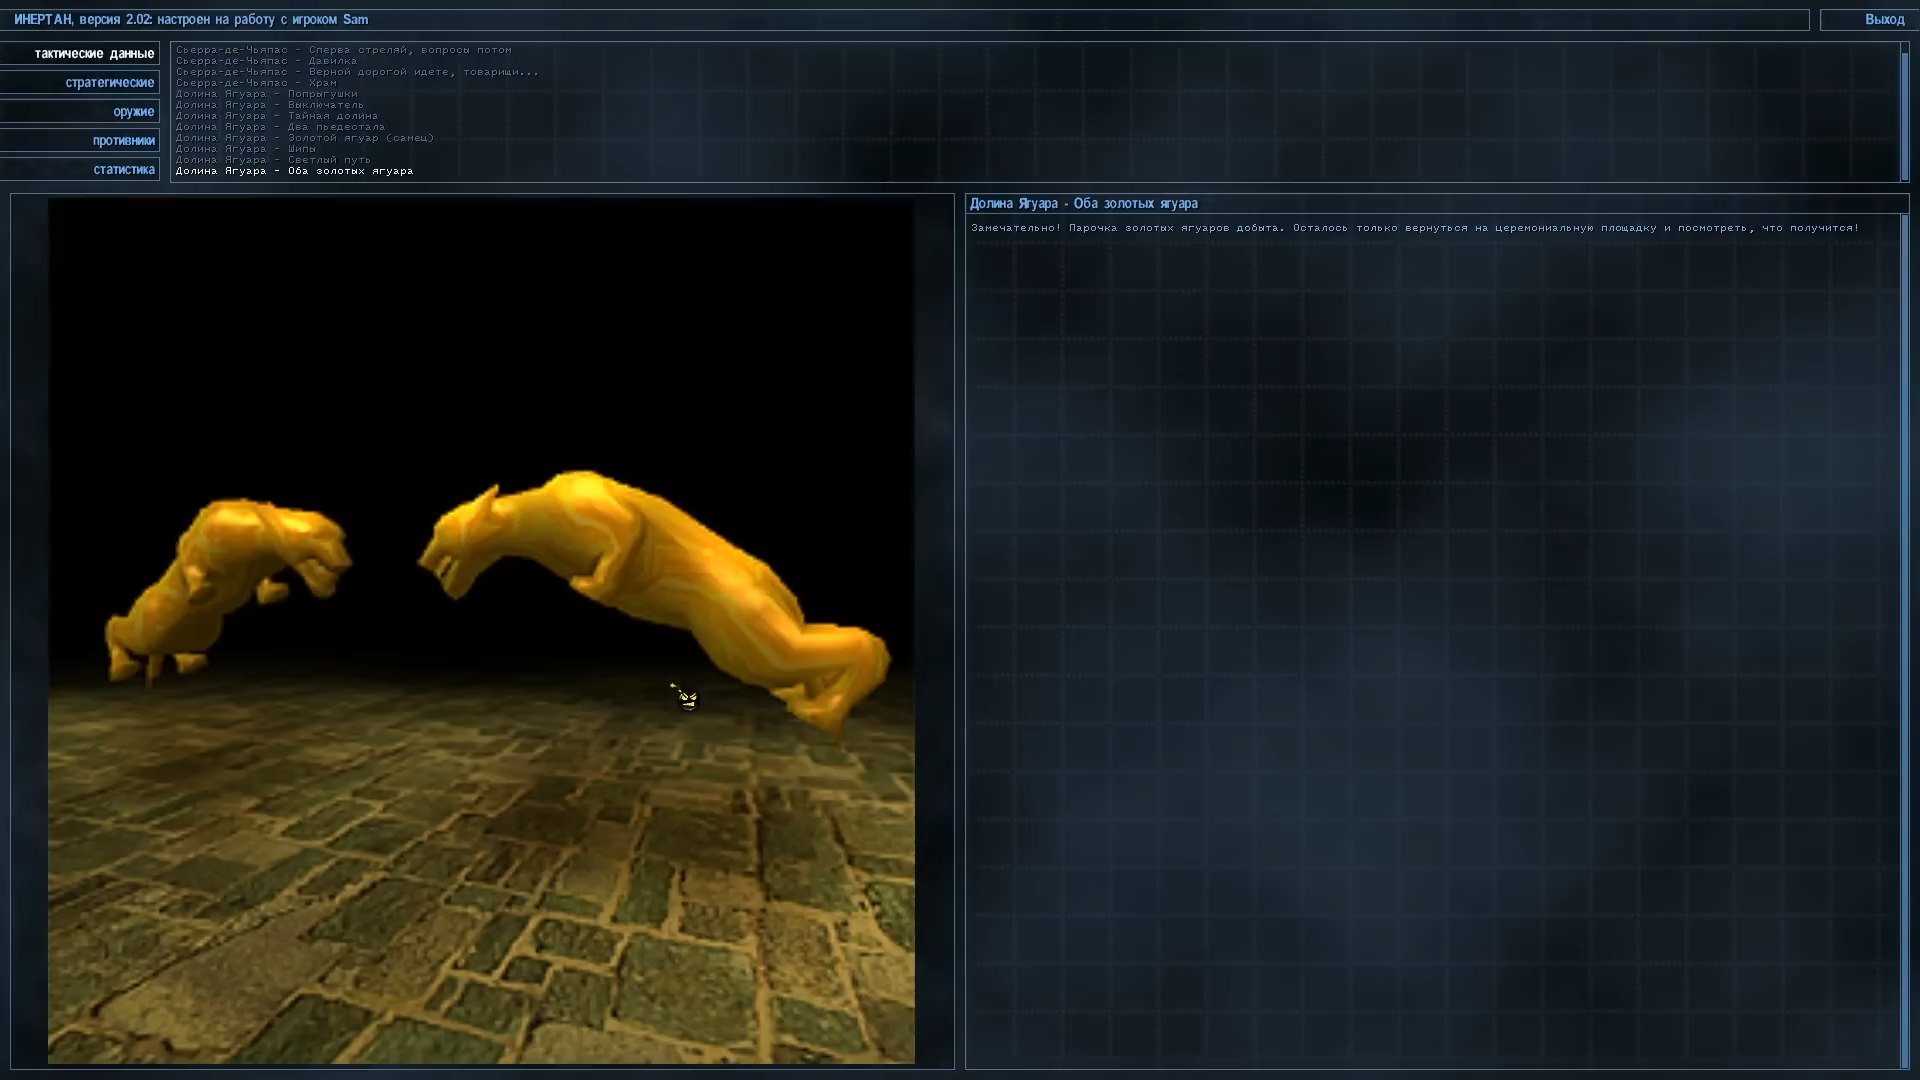 ИНЕРТАН, версия 2.02: настроен на работу с игроком Sam
Выход
тактические данные
стратегические
оружие
противники
статистика
Сьерра-де-Чьяпас - Сперва стреляй, вопросы потом
Сьерра-де-Чьяпас - Давилка
Сьерра-де-Чьяпас - Верной дорогой идете, товарищи...
Сьерра-де-Чьяпас - Храм
Долина Ягуара - Попрыгушки
Долина Ягуара - Выключатель
Долина Ягуара - Тайная долина
Долина Ягуара - Два пьедестала
Долина Ягуара - Золотой ягуар (самец)
Долина Ягуара - Шипы
Долина Ягуара - Светлый путь
Долина Ягуара - Оба золотых ягуара
Долина Ягуара - Оба золотых ягуара
Замечательно! Парочка золотых ягуаров добыта. Осталось только вернуться на церемониальную площадку и посмотреть, что получится!